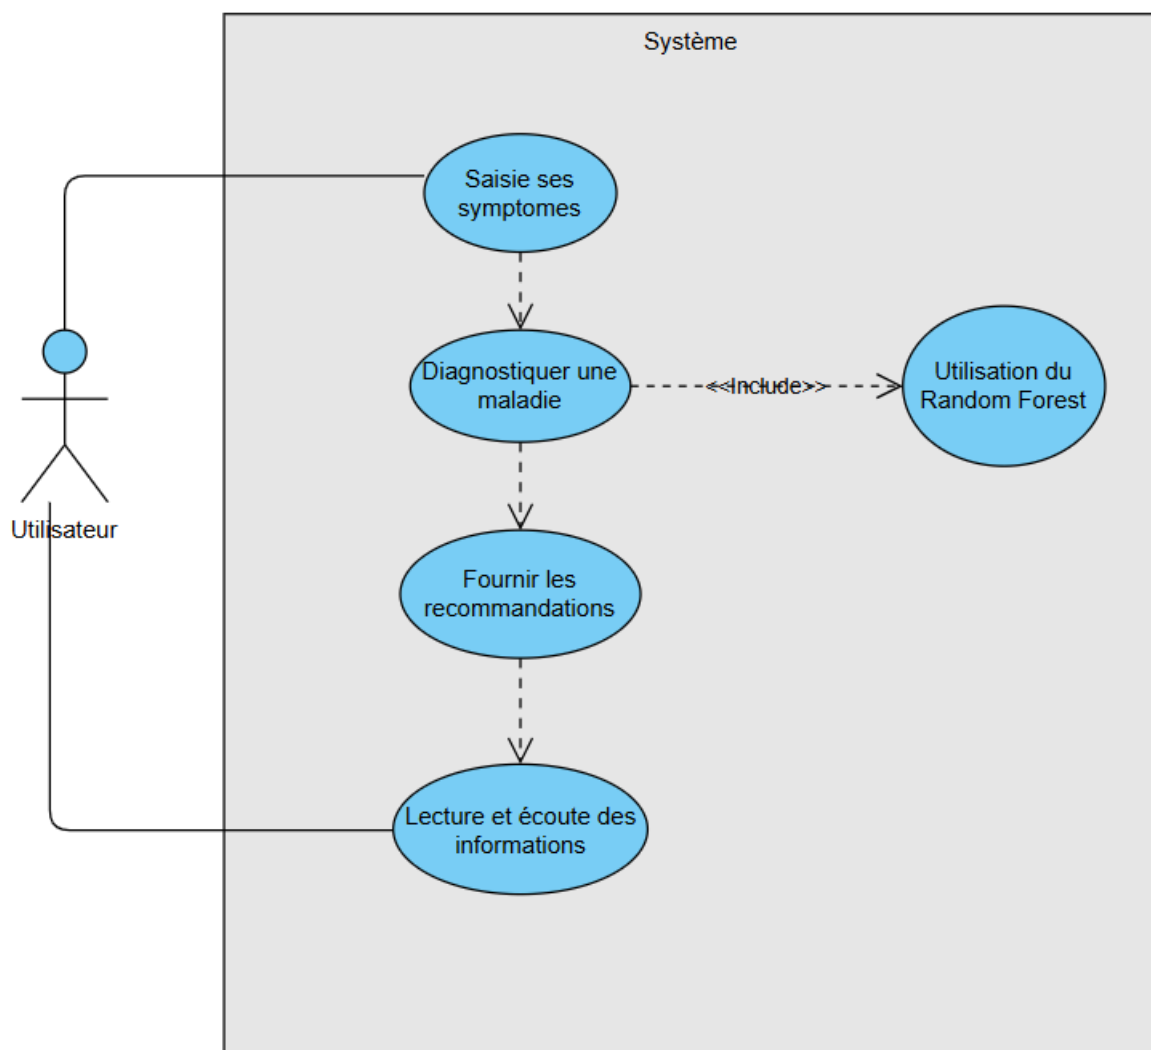 Système
Saisie ses
symptomes
Diagnostiquer une
maladie
<<Include>>
Utilisation du
Random Forest
Utilisateur
Fournir les
recommandations
Lecture et écoute des
informations